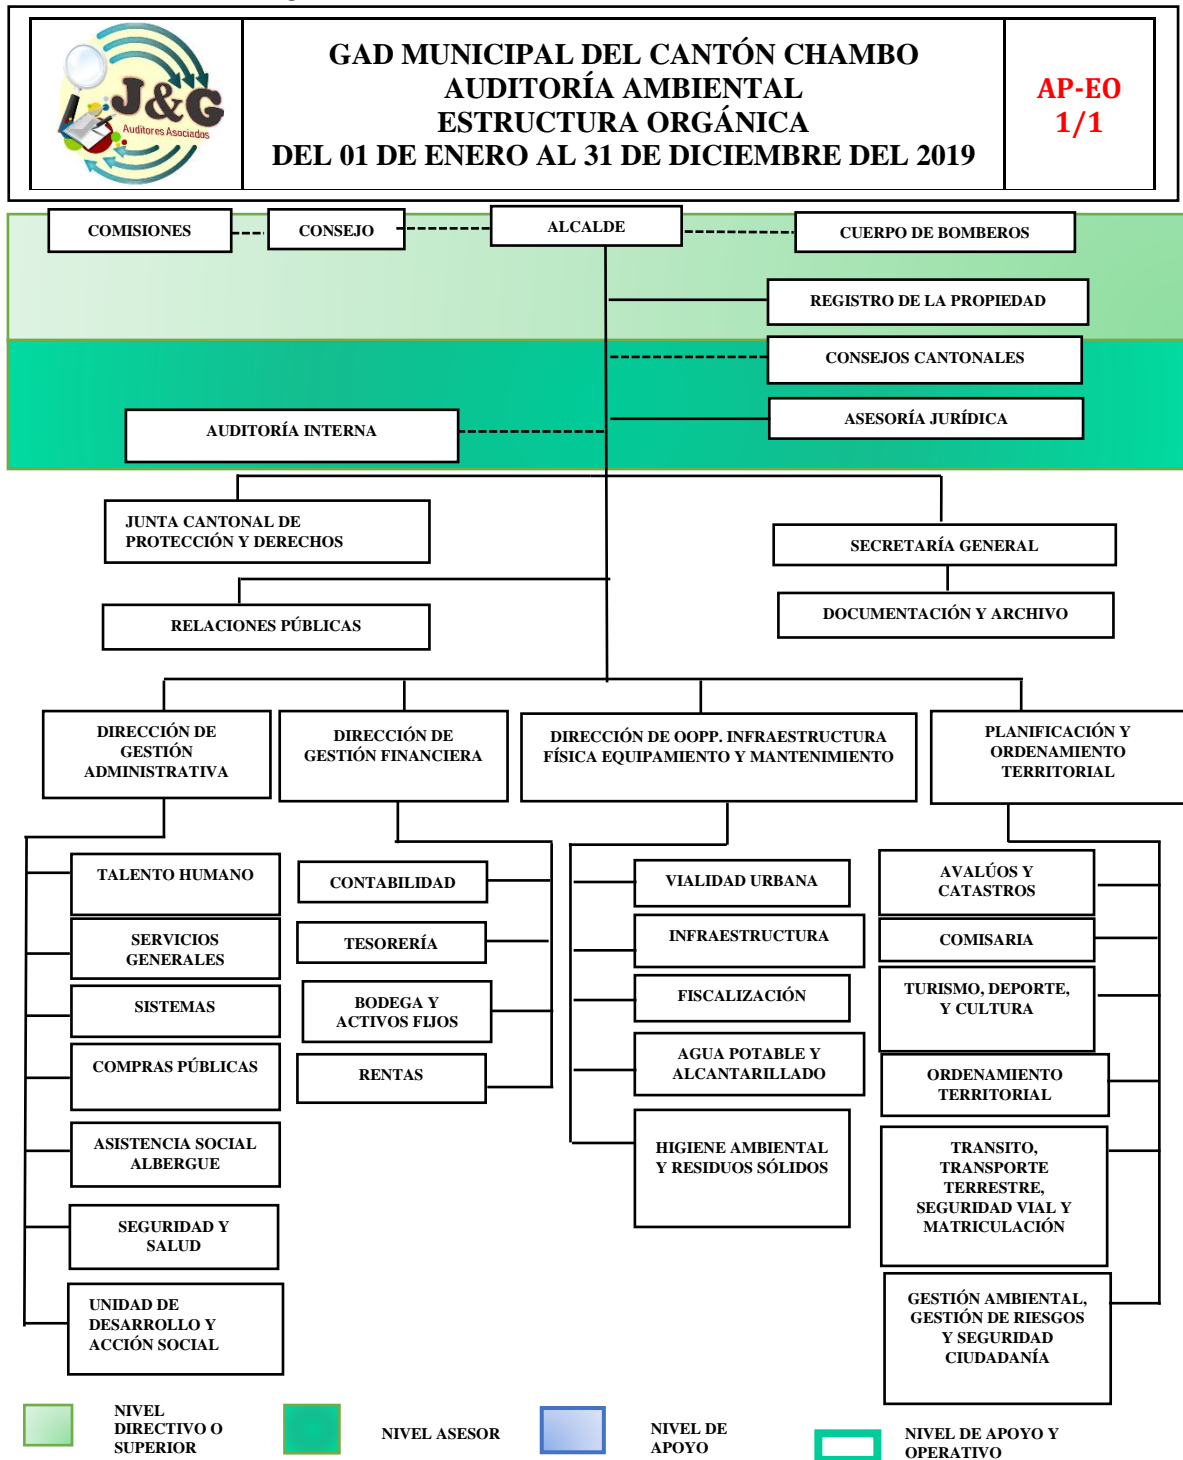 J&G
Auditores Asociados
GAD MUNICIPAL DEL CANTÓN CHAMBO
AUDITORÍA AMBIENTAL
ESTRUCTURA ORGÁNICA
DEL 01 DE ENERO AL 31 DE DICIEMBRE DEL 2019
AP-EO
1/1
COMISIONES
CONSEJO
ALCALDE
CUERPO DE BOMBEROS
REGISTRO DE LA PROPIEDAD
CONSEJOS CANTONALES
ASESORÍA JURÍDICA
AUDITORÍA INTERNA
JUNTA CANTONAL DE
PROTECCIÓN Y DERECHOS
SECRETARÍA GENERAL
RELACIONES PÚBLICAS
DOCUMENTACIÓN Y ARCHIVO
DIRECCIÓN DE
GESTIÓN
ADMINISTRATIVA
DIRECCIÓN DE
GESTIÓN FINANCIERA
DIRECCIÓN DE OOPP. INFRAESTRUCTURA
FÍSICA EQUIPAMIENTO Y MANTENIMIENTO
PLANIFICACIÓN Y
ORDENAMIENTO
TERRITORIAL
TALENTO HUMANO
SERVICIOS
GENERALES
SISTEMAS
COMPRAS PÚBLICAS
ASISTENCIA SOCIAL
ALBERGUE
SEGURIDAD Y
SALUD
UNIDAD DE
DESARROLLO Y
ACCIÓN SOCIAL
CONTABILIDAD
TESORERÍA
BODEGA Y
ACTIVOS FIJOS
RENTAS
VIALIDAD URBANA
INFRAESTRUCTURA
FISCALIZACIÓN
AGUA POTABLE Y
ALCANTARILLADO
HIGIENE AMBIENTAL
Y RESIDUOS SÓLIDOS
AVALÚOS Y
CATASTROS
COMISARIA
TURISMO, DEPORTE,
Y CULTURA
ORDENAMIENTO
TERRITORIAL
TRANSITO,
TRANSPORTE
TERRESTRE,
SEGURIDAD VIAL Y
MATRICULACIÓN
GESTIÓN AMBIENTAL,
GESTIÓN DE RIESGOS
Y SEGURIDAD
CIUDADANÍA
NIVEL
DIRECTIVO O
SUPERIOR
NIVEL ASESOR
NIVEL DE
APOYO
NIVEL DE APOYO Y
OPERATIVO